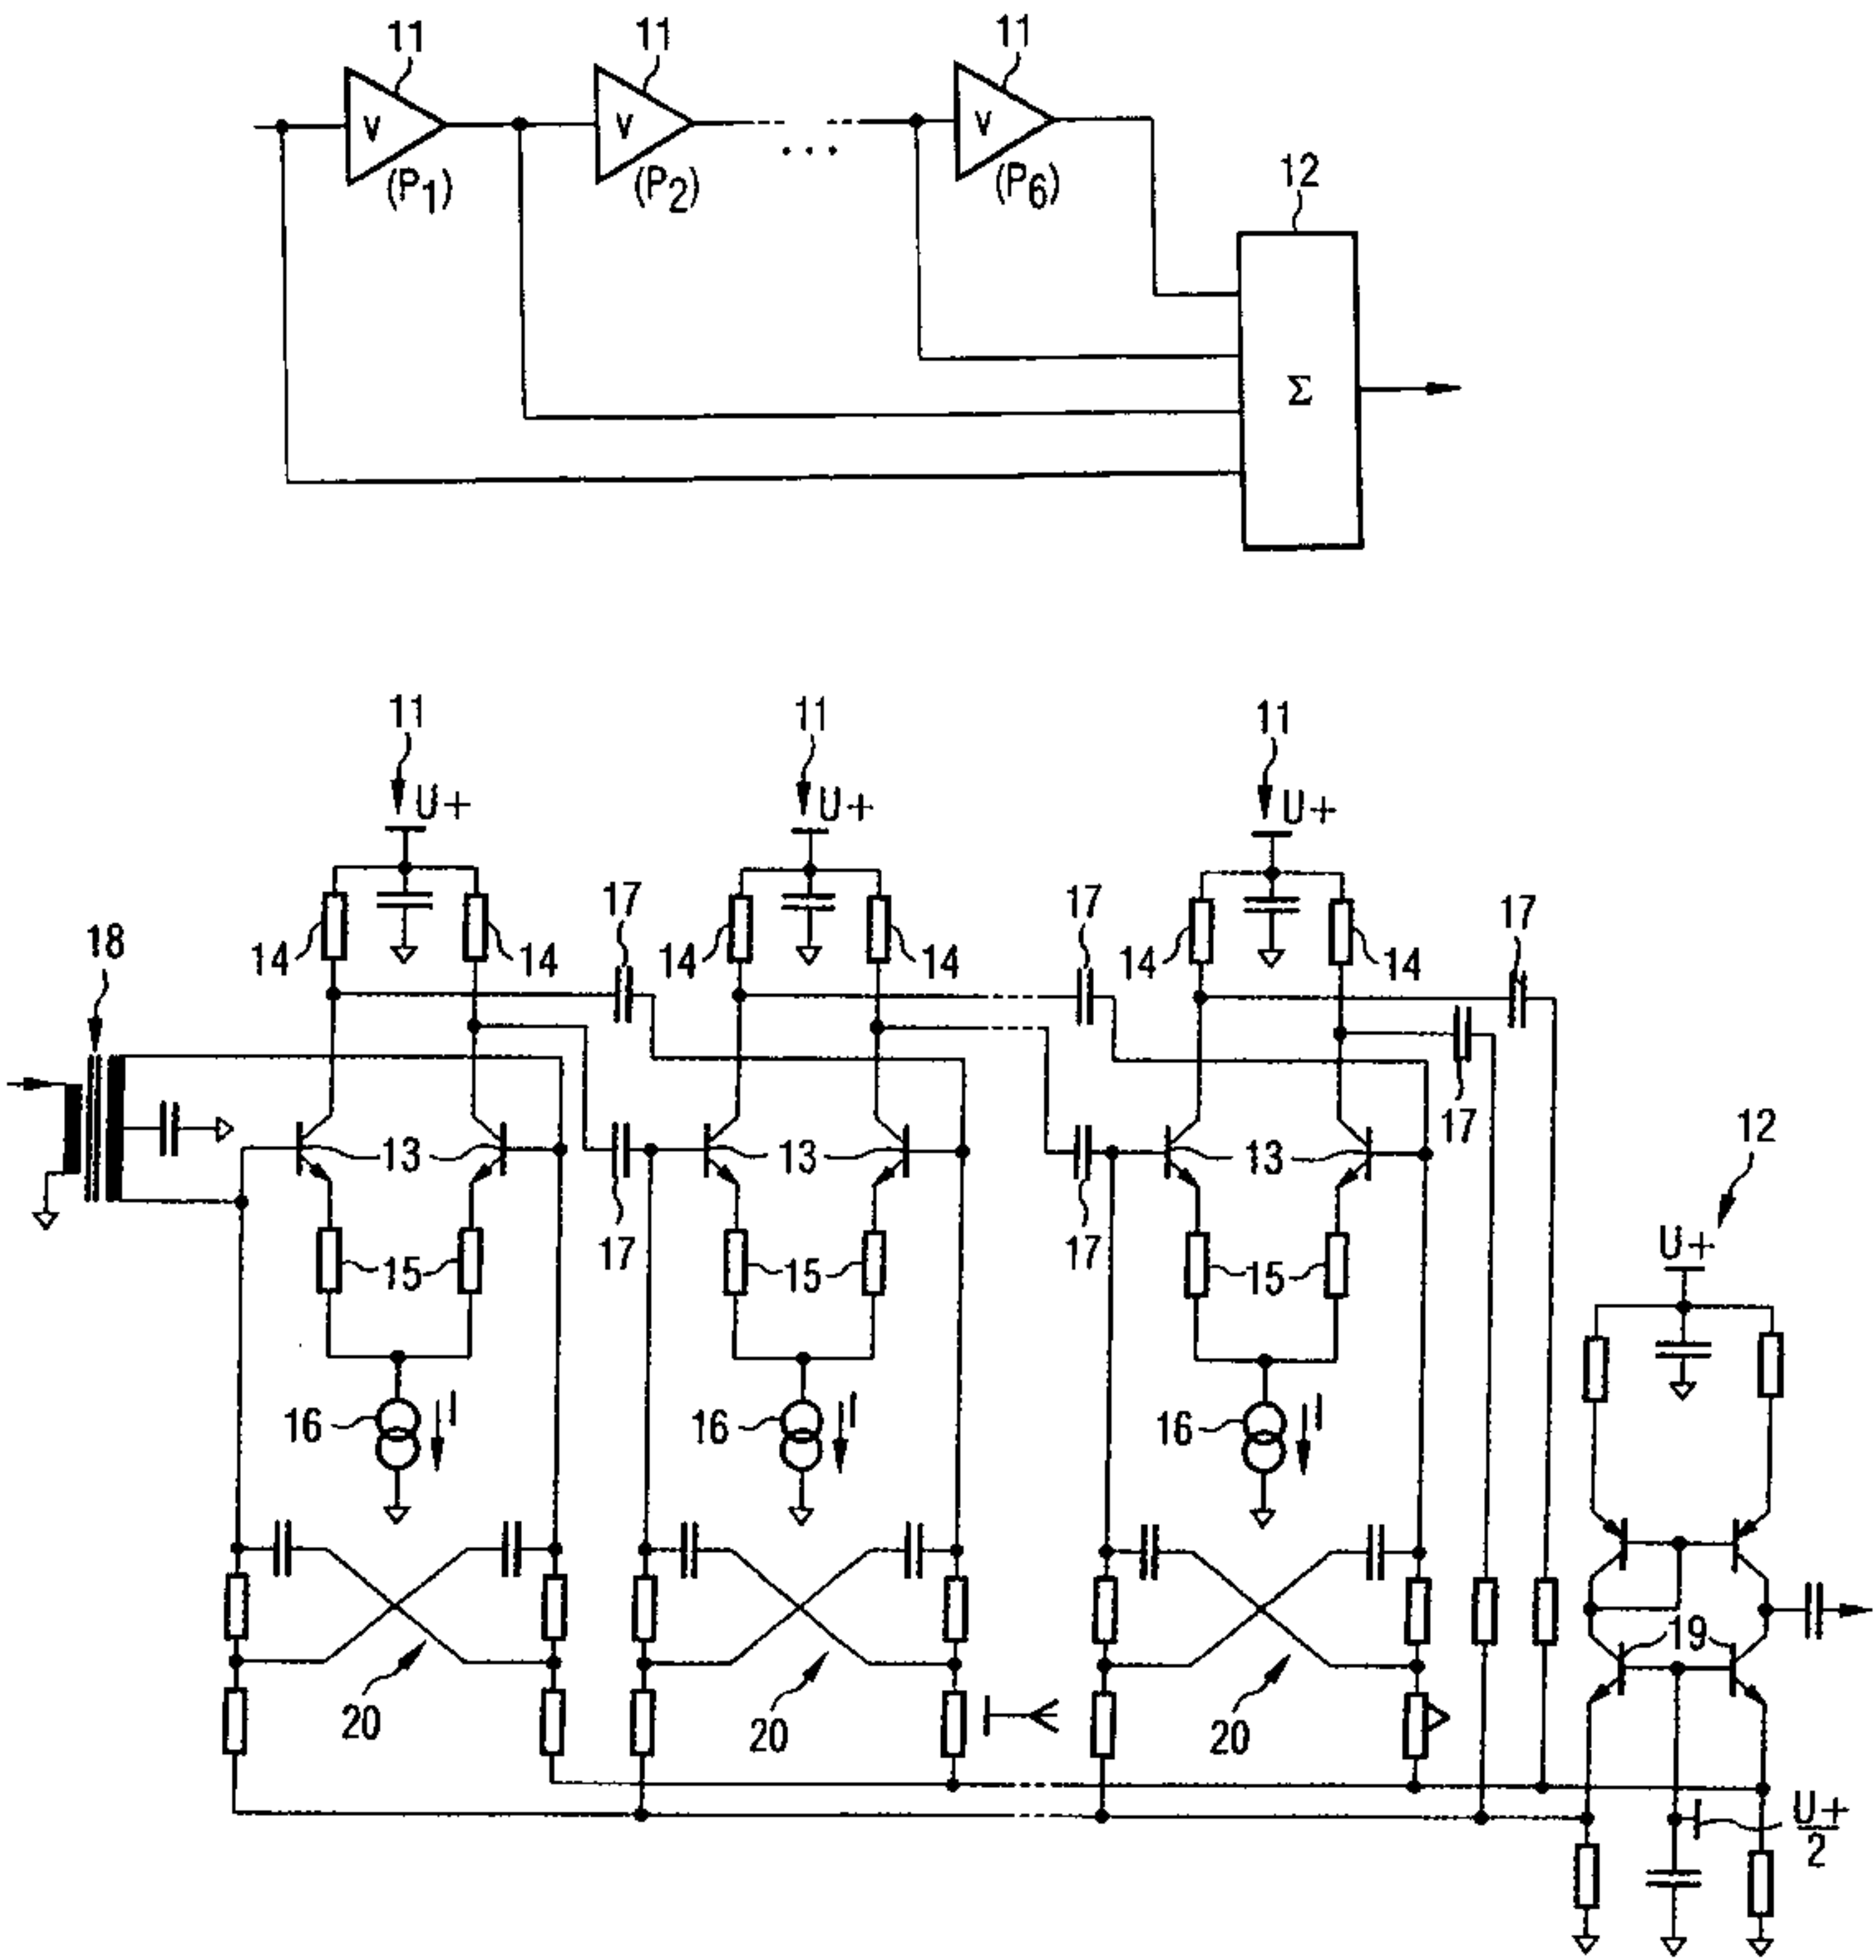 11 11 11
V V V
(P1) (P2) (P6)
12
Σ
11 11 11
U+ U+ U+
17 17 17
18
14 14 14 14 14 14
17
12
13 13 13
17 17
U+
15 15 15
16 I 16 I 16 I
19
20 20 20
U+
2